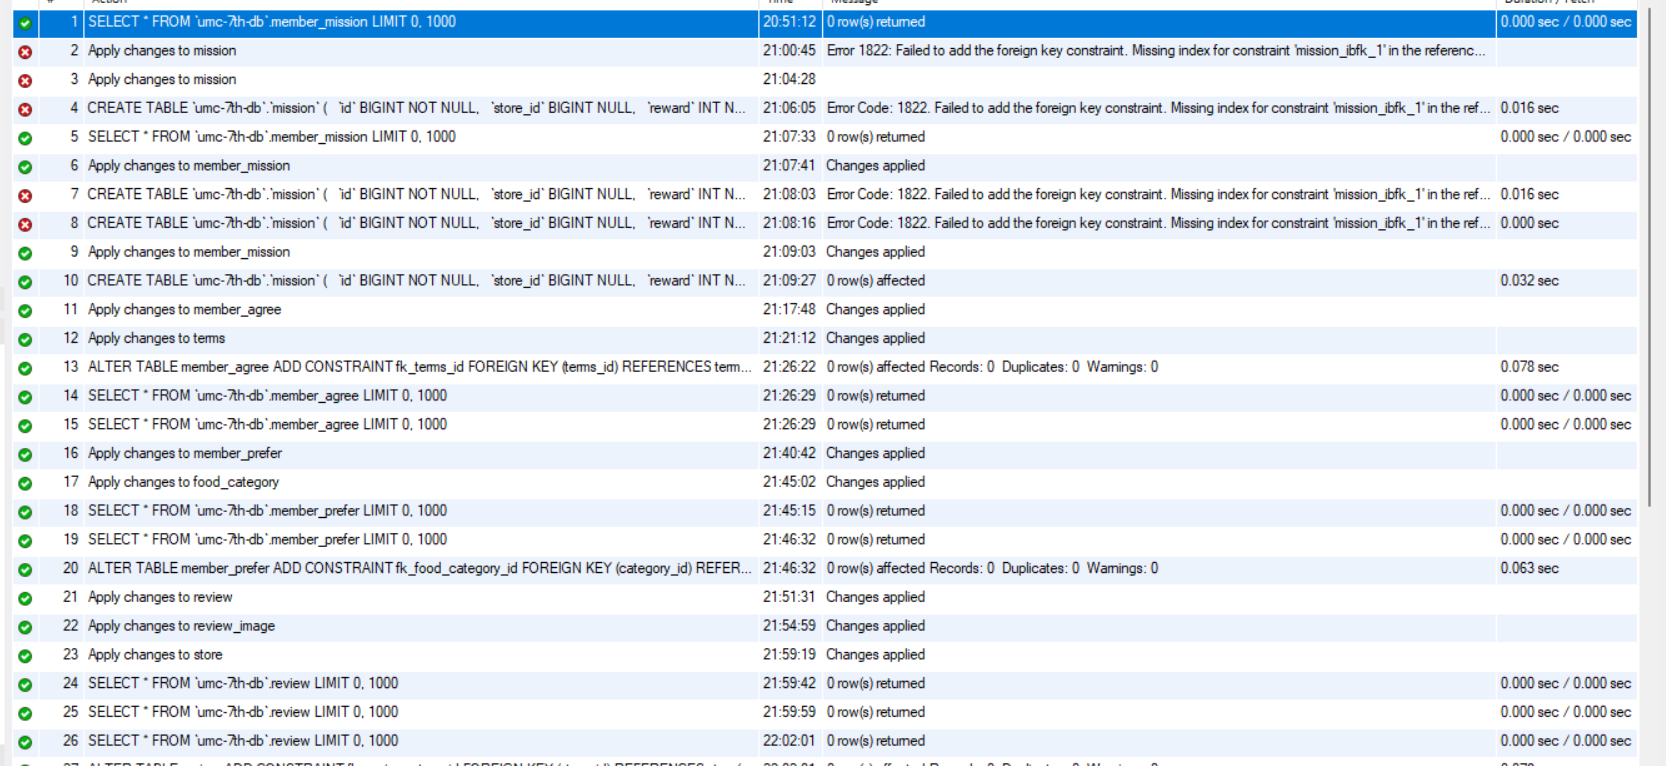 # Action Time Message Duration / Fetch
1 SELECT * FROM `umc-7th-db`.member_mission LIMIT 0, 1000 20:51:12 0 row(s) returned 0.000 sec / 0.000 sec
2 Apply changes to mission 21:00:45 Error 1822: Failed to add the foreign key constraint. Missing index for constraint 'mission_ibfk_1' in the referenc...
3 Apply changes to mission 21:04:28
4 CREATE TABLE `umc-7th-db`.`mission` ( `id` BIGINT NOT NULL, `store_id` BIGINT NULL, `reward` INT N... 21:06:05 Error Code: 1822. Failed to add the foreign key constraint. Missing index for constraint 'mission_ibfk_1' in the ref... 0.016 sec
5 SELECT * FROM `umc-7th-db`.member_mission LIMIT 0, 1000 21:07:33 0 row(s) returned 0.000 sec / 0.000 sec
6 Apply changes to member_mission 21:07:41 Changes applied
7 CREATE TABLE `umc-7th-db`.`mission` ( `id` BIGINT NOT NULL, `store_id` BIGINT NULL, `reward` INT N... 21:08:03 Error Code: 1822. Failed to add the foreign key constraint. Missing index for constraint 'mission_ibfk_1' in the ref... 0.016 sec
8 CREATE TABLE `umc-7th-db`.`mission` ( `id` BIGINT NOT NULL, `store_id` BIGINT NULL, `reward` INT N... 21:08:16 Error Code: 1822. Failed to add the foreign key constraint. Missing index for constraint 'mission_ibfk_1' in the ref... 0.000 sec
9 Apply changes to member_mission 21:09:03 Changes applied
10 CREATE TABLE `umc-7th-db`.`mission` ( `id` BIGINT NOT NULL, `store_id` BIGINT NULL, `reward` INT N... 21:09:27 0 row(s) affected 0.032 sec
11 Apply changes to member_agree 21:17:48 Changes applied
12 Apply changes to terms 21:21:12 Changes applied
13 ALTER TABLE member_agree ADD CONSTRAINT fk_terms_id FOREIGN KEY (terms_id) REFERENCES term... 21:26:22 0 row(s) affected Records: 0 Duplicates: 0 Warnings: 0 0.078 sec
14 SELECT * FROM `umc-7th-db`.member_agree LIMIT 0, 1000 21:26:29 0 row(s) returned 0.000 sec / 0.000 sec
15 SELECT * FROM `umc-7th-db`.member_agree LIMIT 0, 1000 21:26:29 0 row(s) returned 0.000 sec / 0.000 sec
16 Apply changes to member_prefer 21:40:42 Changes applied
17 Apply changes to food_category 21:45:02 Changes applied
18 SELECT * FROM `umc-7th-db`.member_prefer LIMIT 0, 1000 21:45:15 0 row(s) returned 0.000 sec / 0.000 sec
19 SELECT * FROM `umc-7th-db`.member_prefer LIMIT 0, 1000 21:46:32 0 row(s) returned 0.000 sec / 0.000 sec
20 ALTER TABLE member_prefer ADD CONSTRAINT fk_food_category_id FOREIGN KEY (category_id) REFER... 21:46:32 0 row(s) affected Records: 0 Duplicates: 0 Warnings: 0 0.063 sec
21 Apply changes to review 21:51:31 Changes applied
22 Apply changes to review_image 21:54:59 Changes applied
23 Apply changes to store 21:59:19 Changes applied
24 SELECT * FROM `umc-7th-db`.review LIMIT 0, 1000 21:59:42 0 row(s) returned 0.000 sec / 0.000 sec
25 SELECT * FROM `umc-7th-db`.review LIMIT 0, 1000 21:59:59 0 row(s) returned 0.000 sec / 0.000 sec
26 SELECT * FROM `umc-7th-db`.review LIMIT 0, 1000 22:02:01 0 row(s) returned 0.000 sec / 0.000 sec